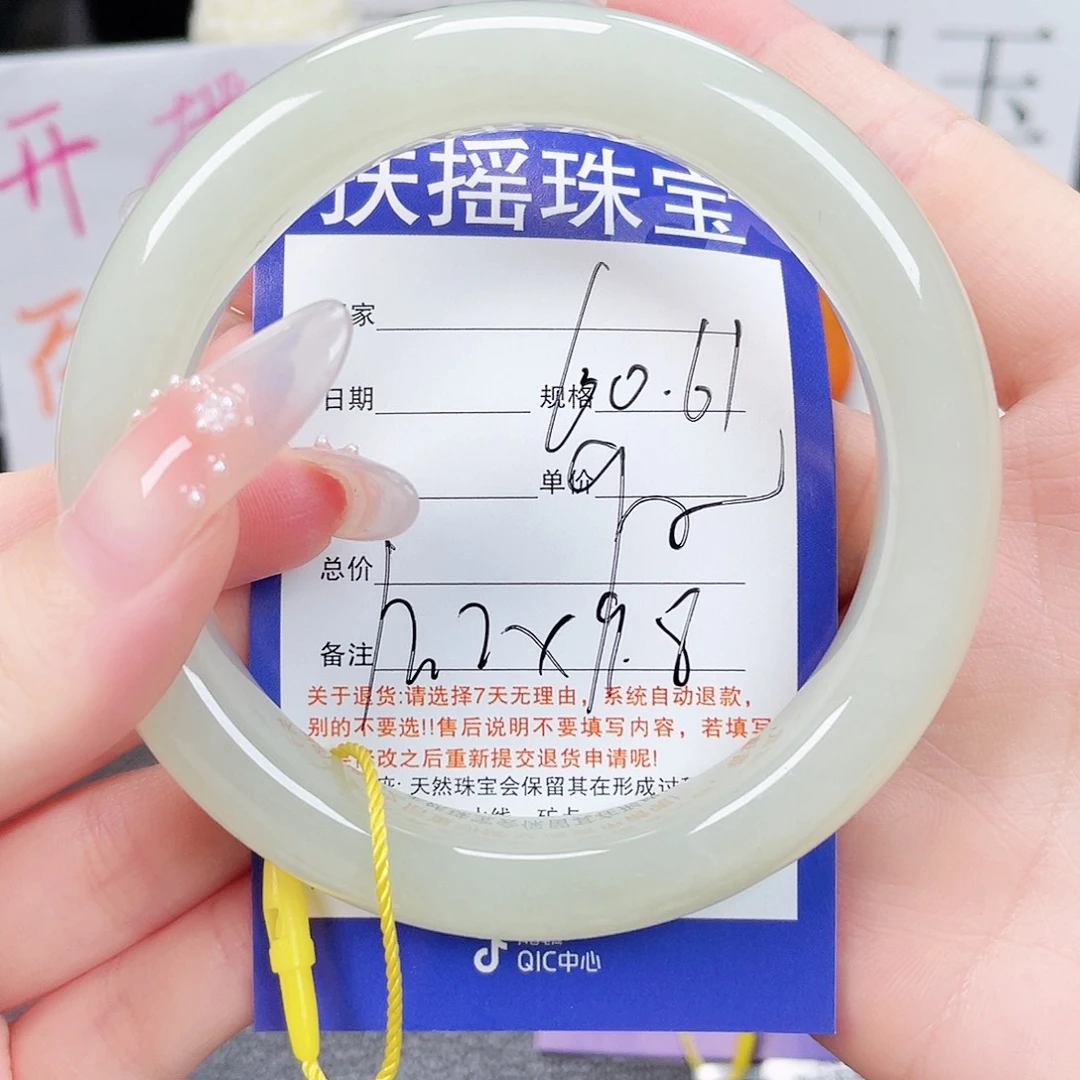 开
玉
扶摇珠宝
家
60.61
日期
规格
单价
总价
备注
关于退货:请选择7天无理由，系统自动退款，
别的不要选!!售后说明不要填写内容，若填写
修改之后重新提交退货申请呢!
天然珠宝会保留其在形成过
QIC中心